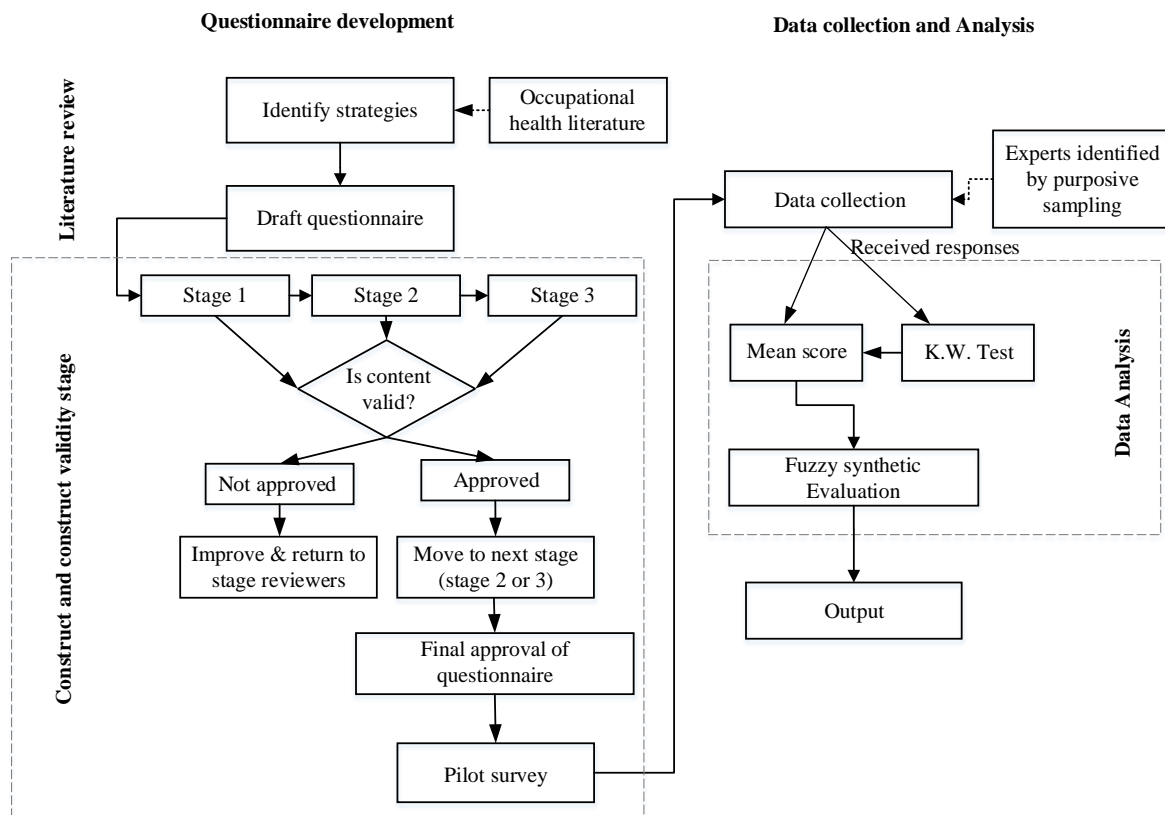 Questionnaire development
Literature review
Identify strategies
Occupational
health literature
Draft questionnaire
Construct and construct validity stage
Stage 1
Stage 2
Stage 3
Is content
valid?
Not approved
Approved
Improve & return to
stage reviewers
Move to next stage
(stage 2 or 3)
Final approval of
questionnaire
Pilot survey
Data collection and Analysis
Data collection
Experts identified
by purposive
sampling
Received responses
Data Analysis
Mean score
K.W. Test
Fuzzy synthetic
Evaluation
Output